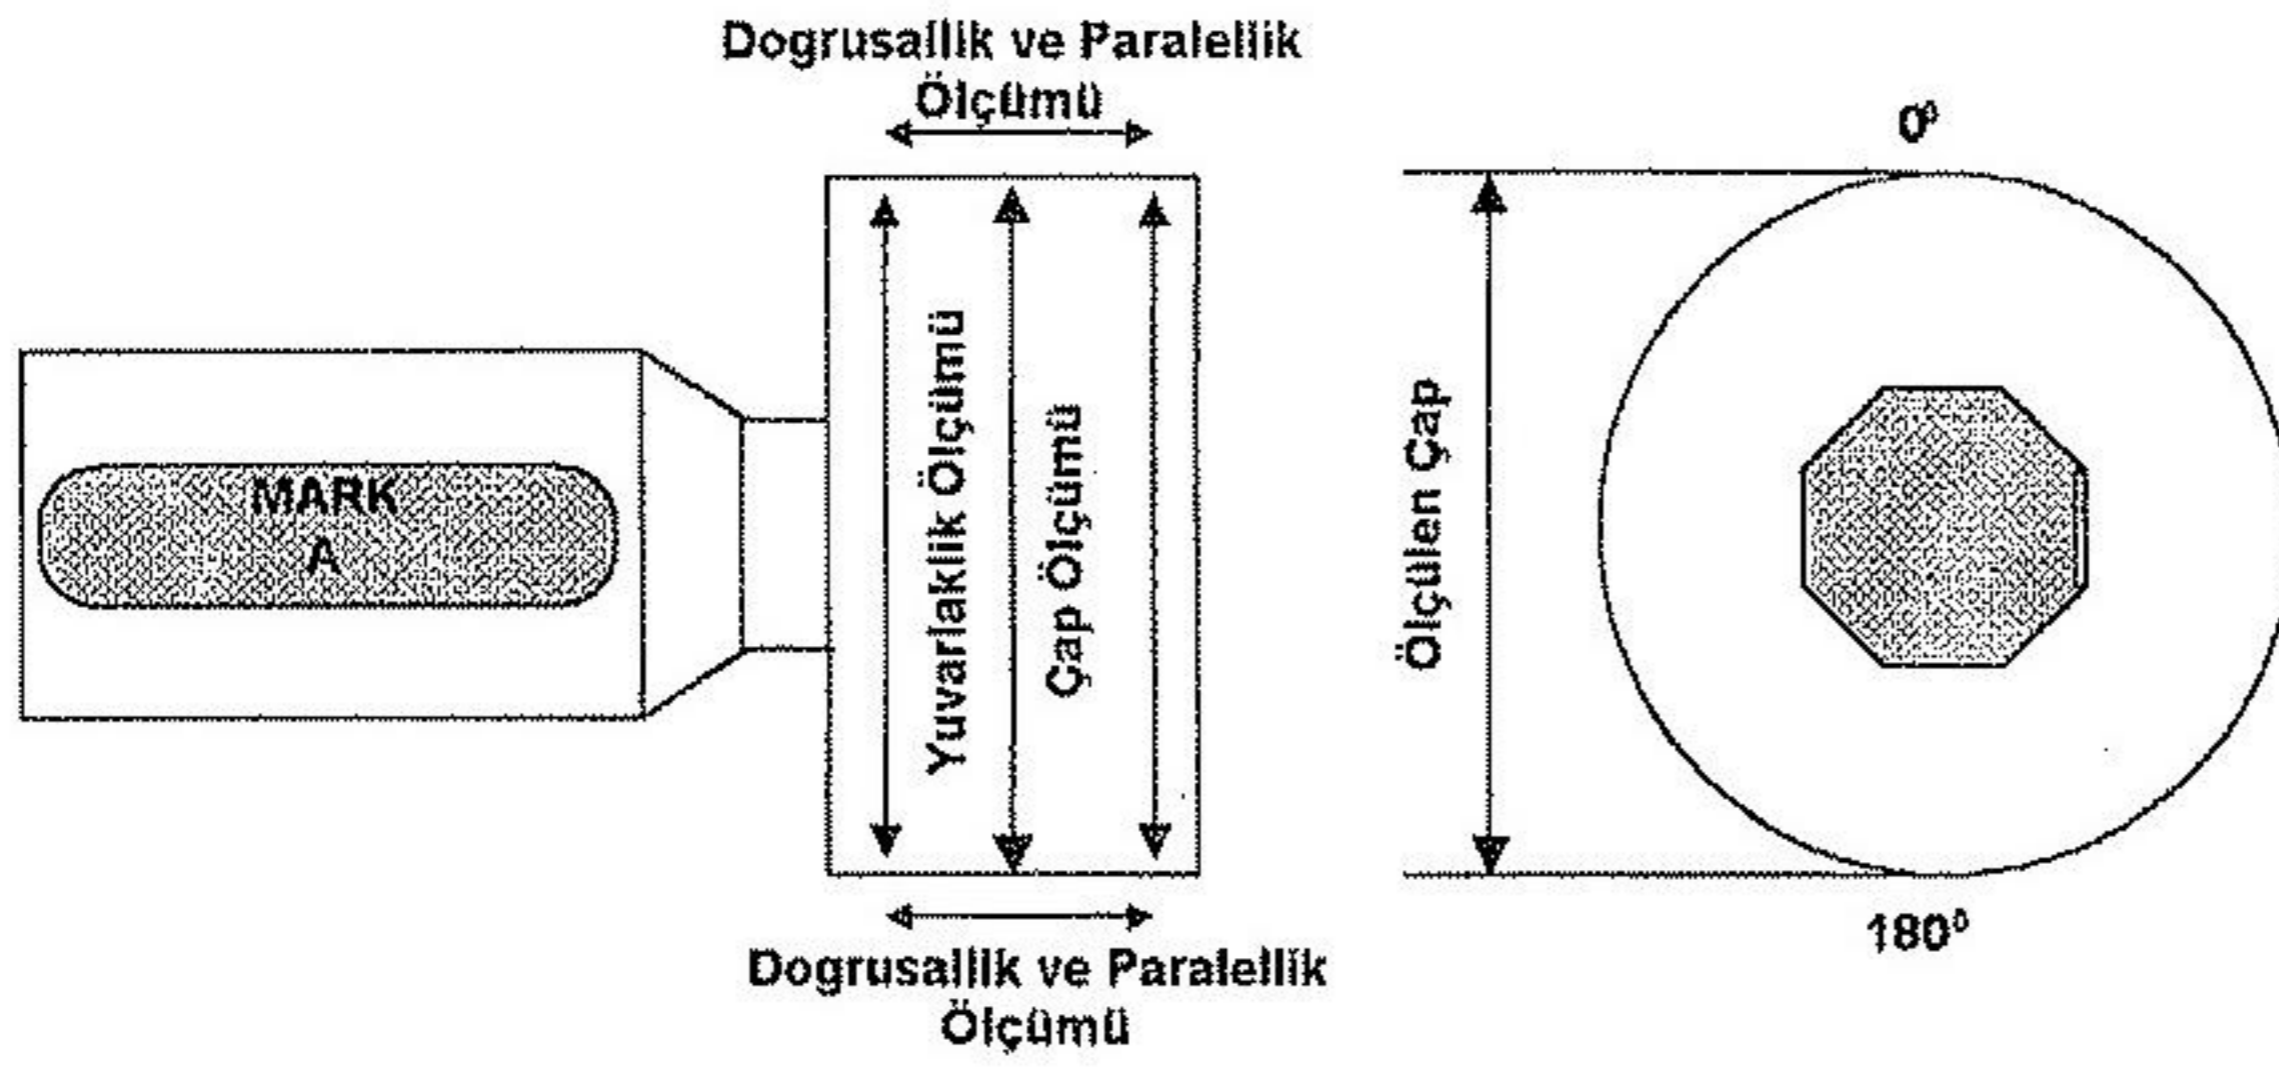 Dogrusallik ve Paralellik
Ölçümü
MARK
A
Yuvarlaklik Ölçümü
Çap Ölçümü
Dogrusallik ve Paralellik
Ölçümü
0⁰
Ölçülen Çap
180⁰